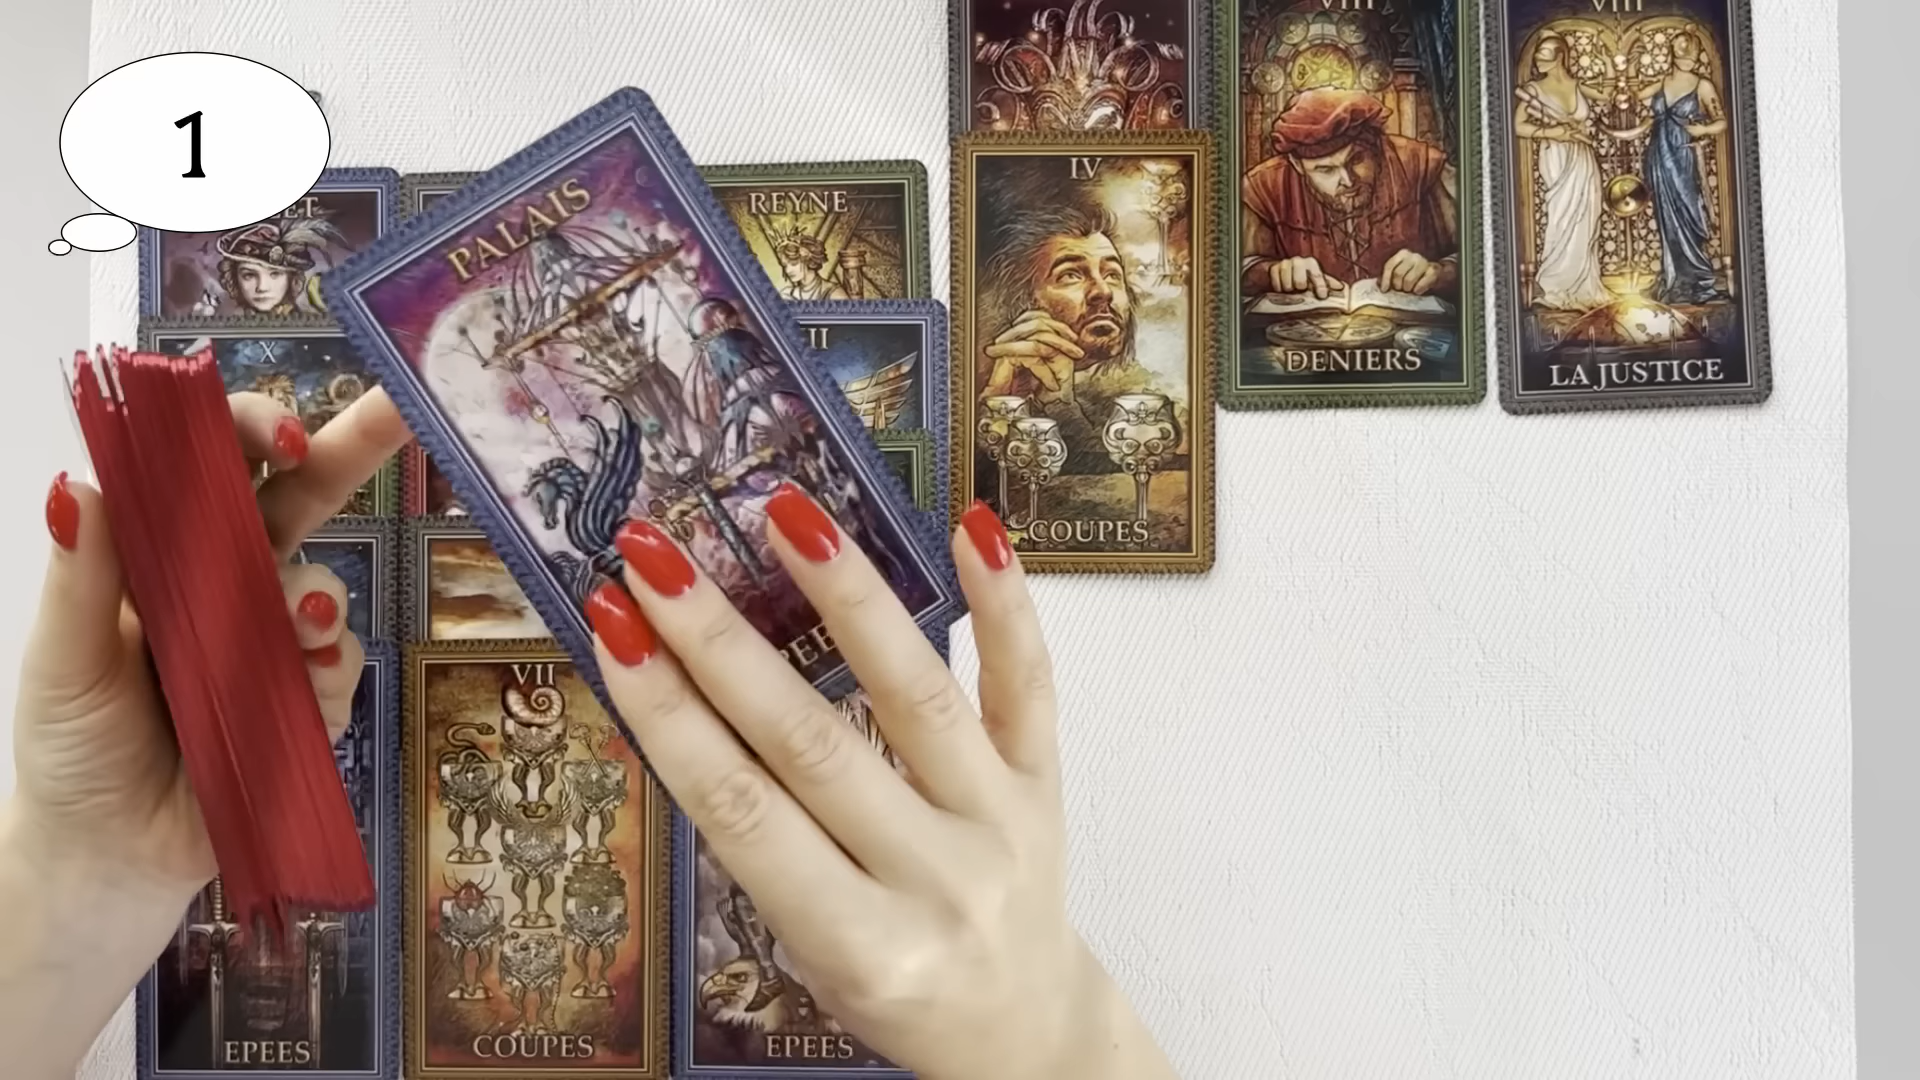 1
VIII
VIII
PALAIS
REYNE
IV
X
DENIERS
LA JUSTICE
COUPES
VII
EPEES
COUPES
EPEES